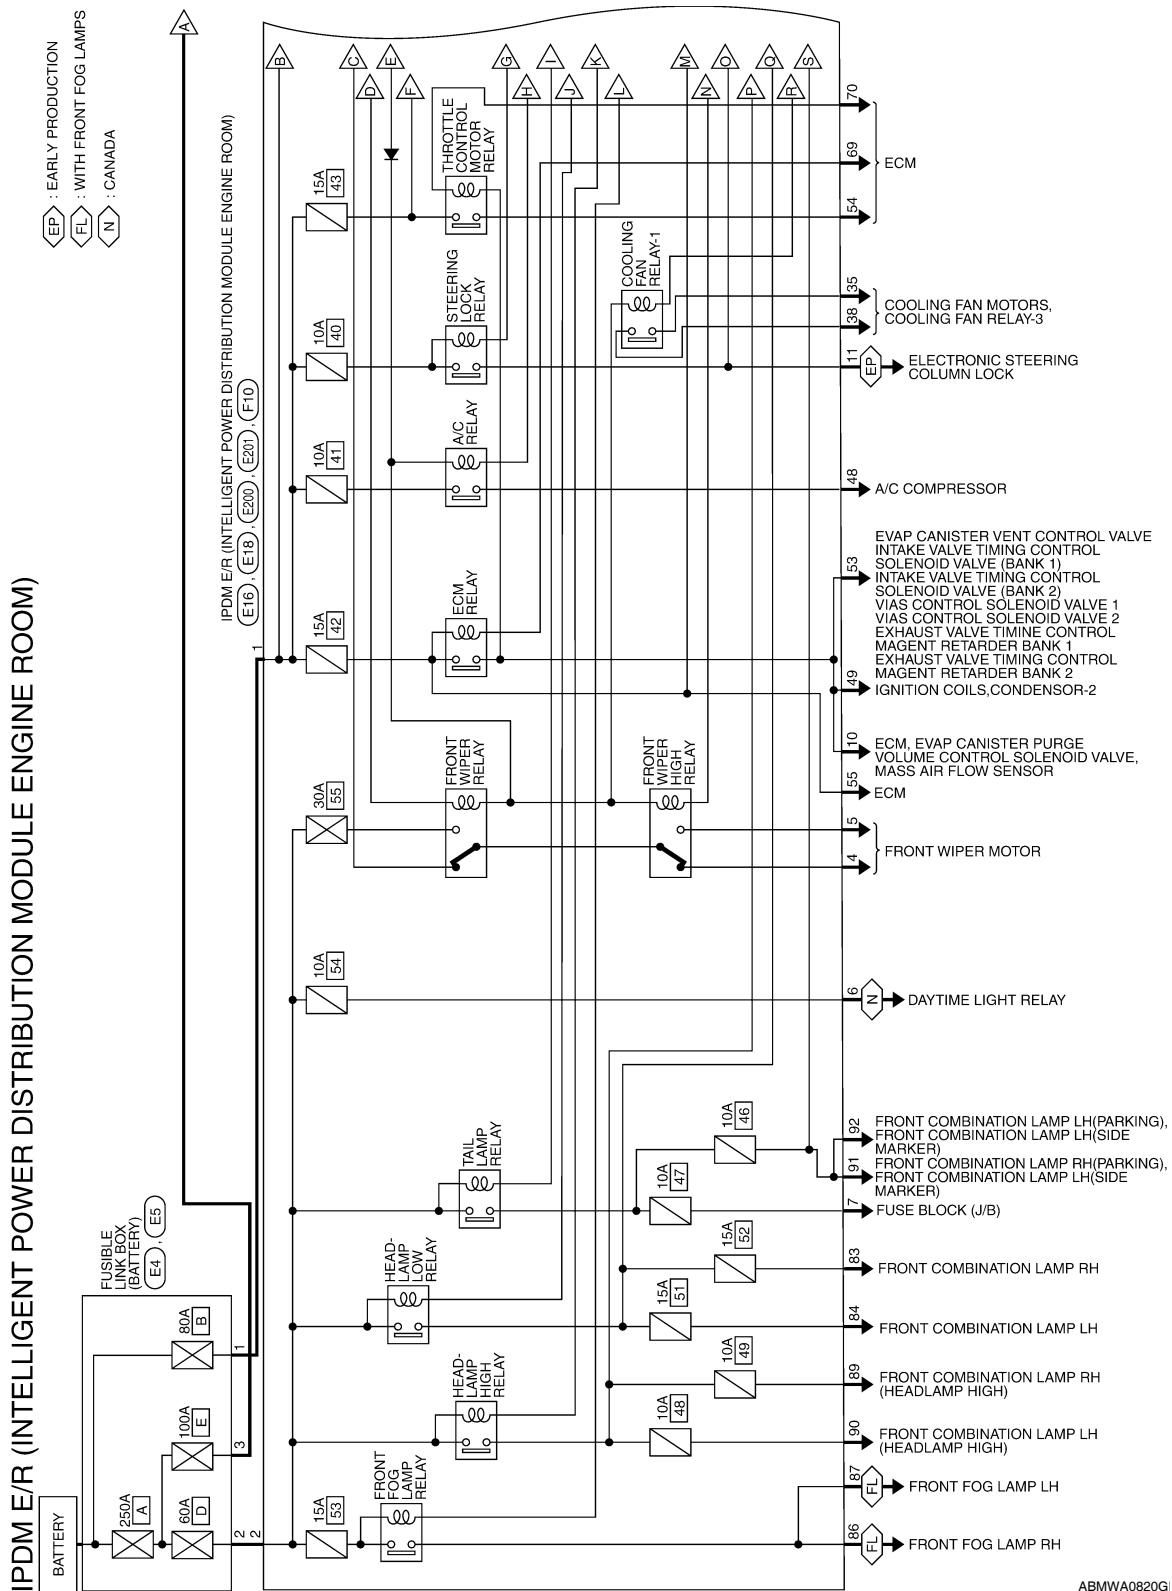 IPDM E/R (INTELLIGENT POWER DISTRIBUTION MODULE ENGINE ROOM)
EP : EARLY PRODUCTION
FL : WITH FRONT FOG LAMPS
N : CANADA
IPDM E/R (INTELLIGENT POWER DISTRIBUTION MODULE ENGINE ROOM)
E16 , E18 , E200 , E201 , F10
A
B
C
D
E
F
G
H
I
J
K
L
M
N
O
P
Q
R
S
15A
43
THROTTLE
CONTROL
MOTOR
RELAY
70
69
54
ECM
10A
40
STEERING
LOCK
RELAY
COOLING
FAN
RELAY-1
35
38
COOLING FAN MOTORS,
COOLING FAN RELAY-3
11
EP
ELECTRONIC STEERING
COLUMN LOCK
10A
41
A/C
RELAY
48
A/C COMPRESSOR
1
15A
42
ECM
RELAY
53
EVAP CANISTER VENT CONTROL VALVE
INTAKE VALVE TIMING CONTROL
SOLENOID VALVE (BANK 1)
INTAKE VALVE TIMING CONTROL
SOLENOID VALVE (BANK 2)
VIAS CONTROL SOLENOID VALVE 1
VIAS CONTROL SOLENOID VALVE 2
EXHAUST VALVE TIMINE CONTROL
MAGENT RETARDER BANK 1
EXHAUST VALVE TIMING CONTROL
MAGENT RETARDER BANK 2
49
IGNITION COILS,CONDENSOR-2
10
ECM, EVAP CANISTER PURGE
VOLUME CONTROL SOLENOID VALVE,
MASS AIR FLOW SENSOR
55
ECM
30A
55
FRONT
WIPER
RELAY
FRONT
WIPER
HIGH
RELAY
5
4
FRONT WIPER MOTOR
10A
54
6
N
DAYTIME LIGHT RELAY
TAIL
LAMP
RELAY
10A
46
10A
47
92
FRONT COMBINATION LAMP LH(PARKING),
FRONT COMBINATION LAMP LH(SIDE
MARKER)
91
FRONT COMBINATION LAMP RH(PARKING),
FRONT COMBINATION LAMP LH(SIDE
MARKER)
7
FUSE BLOCK (J/B)
FUSIBLE
LINK BOX
(BATTERY)
E4 , E5
HEAD-
LAMP
LOW
RELAY
15A
52
15A
51
83
FRONT COMBINATION LAMP RH
84
FRONT COMBINATION LAMP LH
80A
B
1
HEAD-
LAMP
HIGH
RELAY
10A
49
10A
48
89
FRONT COMBINATION LAMP RH
(HEADLAMP HIGH)
90
FRONT COMBINATION LAMP LH
(HEADLAMP HIGH)
100A
E
3
BATTERY
250A
A
60A
D
2
2
15A
53
FRONT
FOG
LAMP
RELAY
87
FL
FRONT FOG LAMP LH
86
FL
FRONT FOG LAMP RH